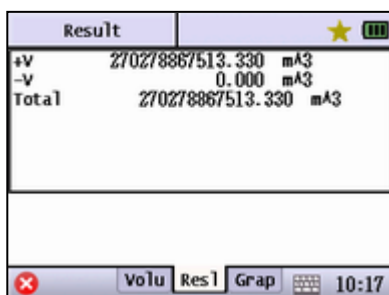 Result
+V 270278867513.330 m^3
-V 0.000 m^3
Total 270278867513.330 m^3
Volu Resl Grap 10:17